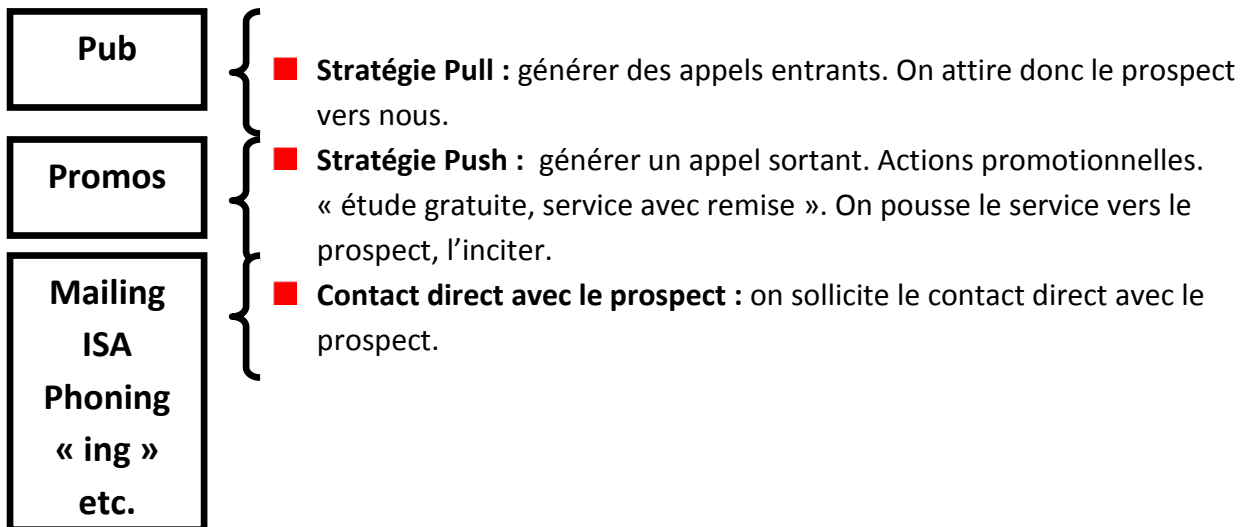 Pub
Stratégie Pull : générer des appels entrants. On attire donc le prospect
vers nous.
Promos
Stratégie Push : générer un appel sortant. Actions promotionnelles.
« étude gratuite, service avec remise ». On pousse le service vers le
prospect, l’inciter.
Mailing
ISA
Phoning
« ing »
etc.
Contact direct avec le prospect : on sollicite le contact direct avec le
prospect.